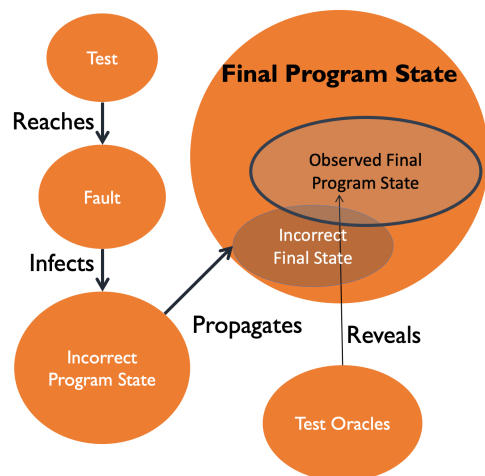 Test
Reaches
Fault
Infects
Incorrect
Program State
Propagates
Final Program State
Observed Final
Program State
Incorrect
Final State
Reveals
Test Oracles